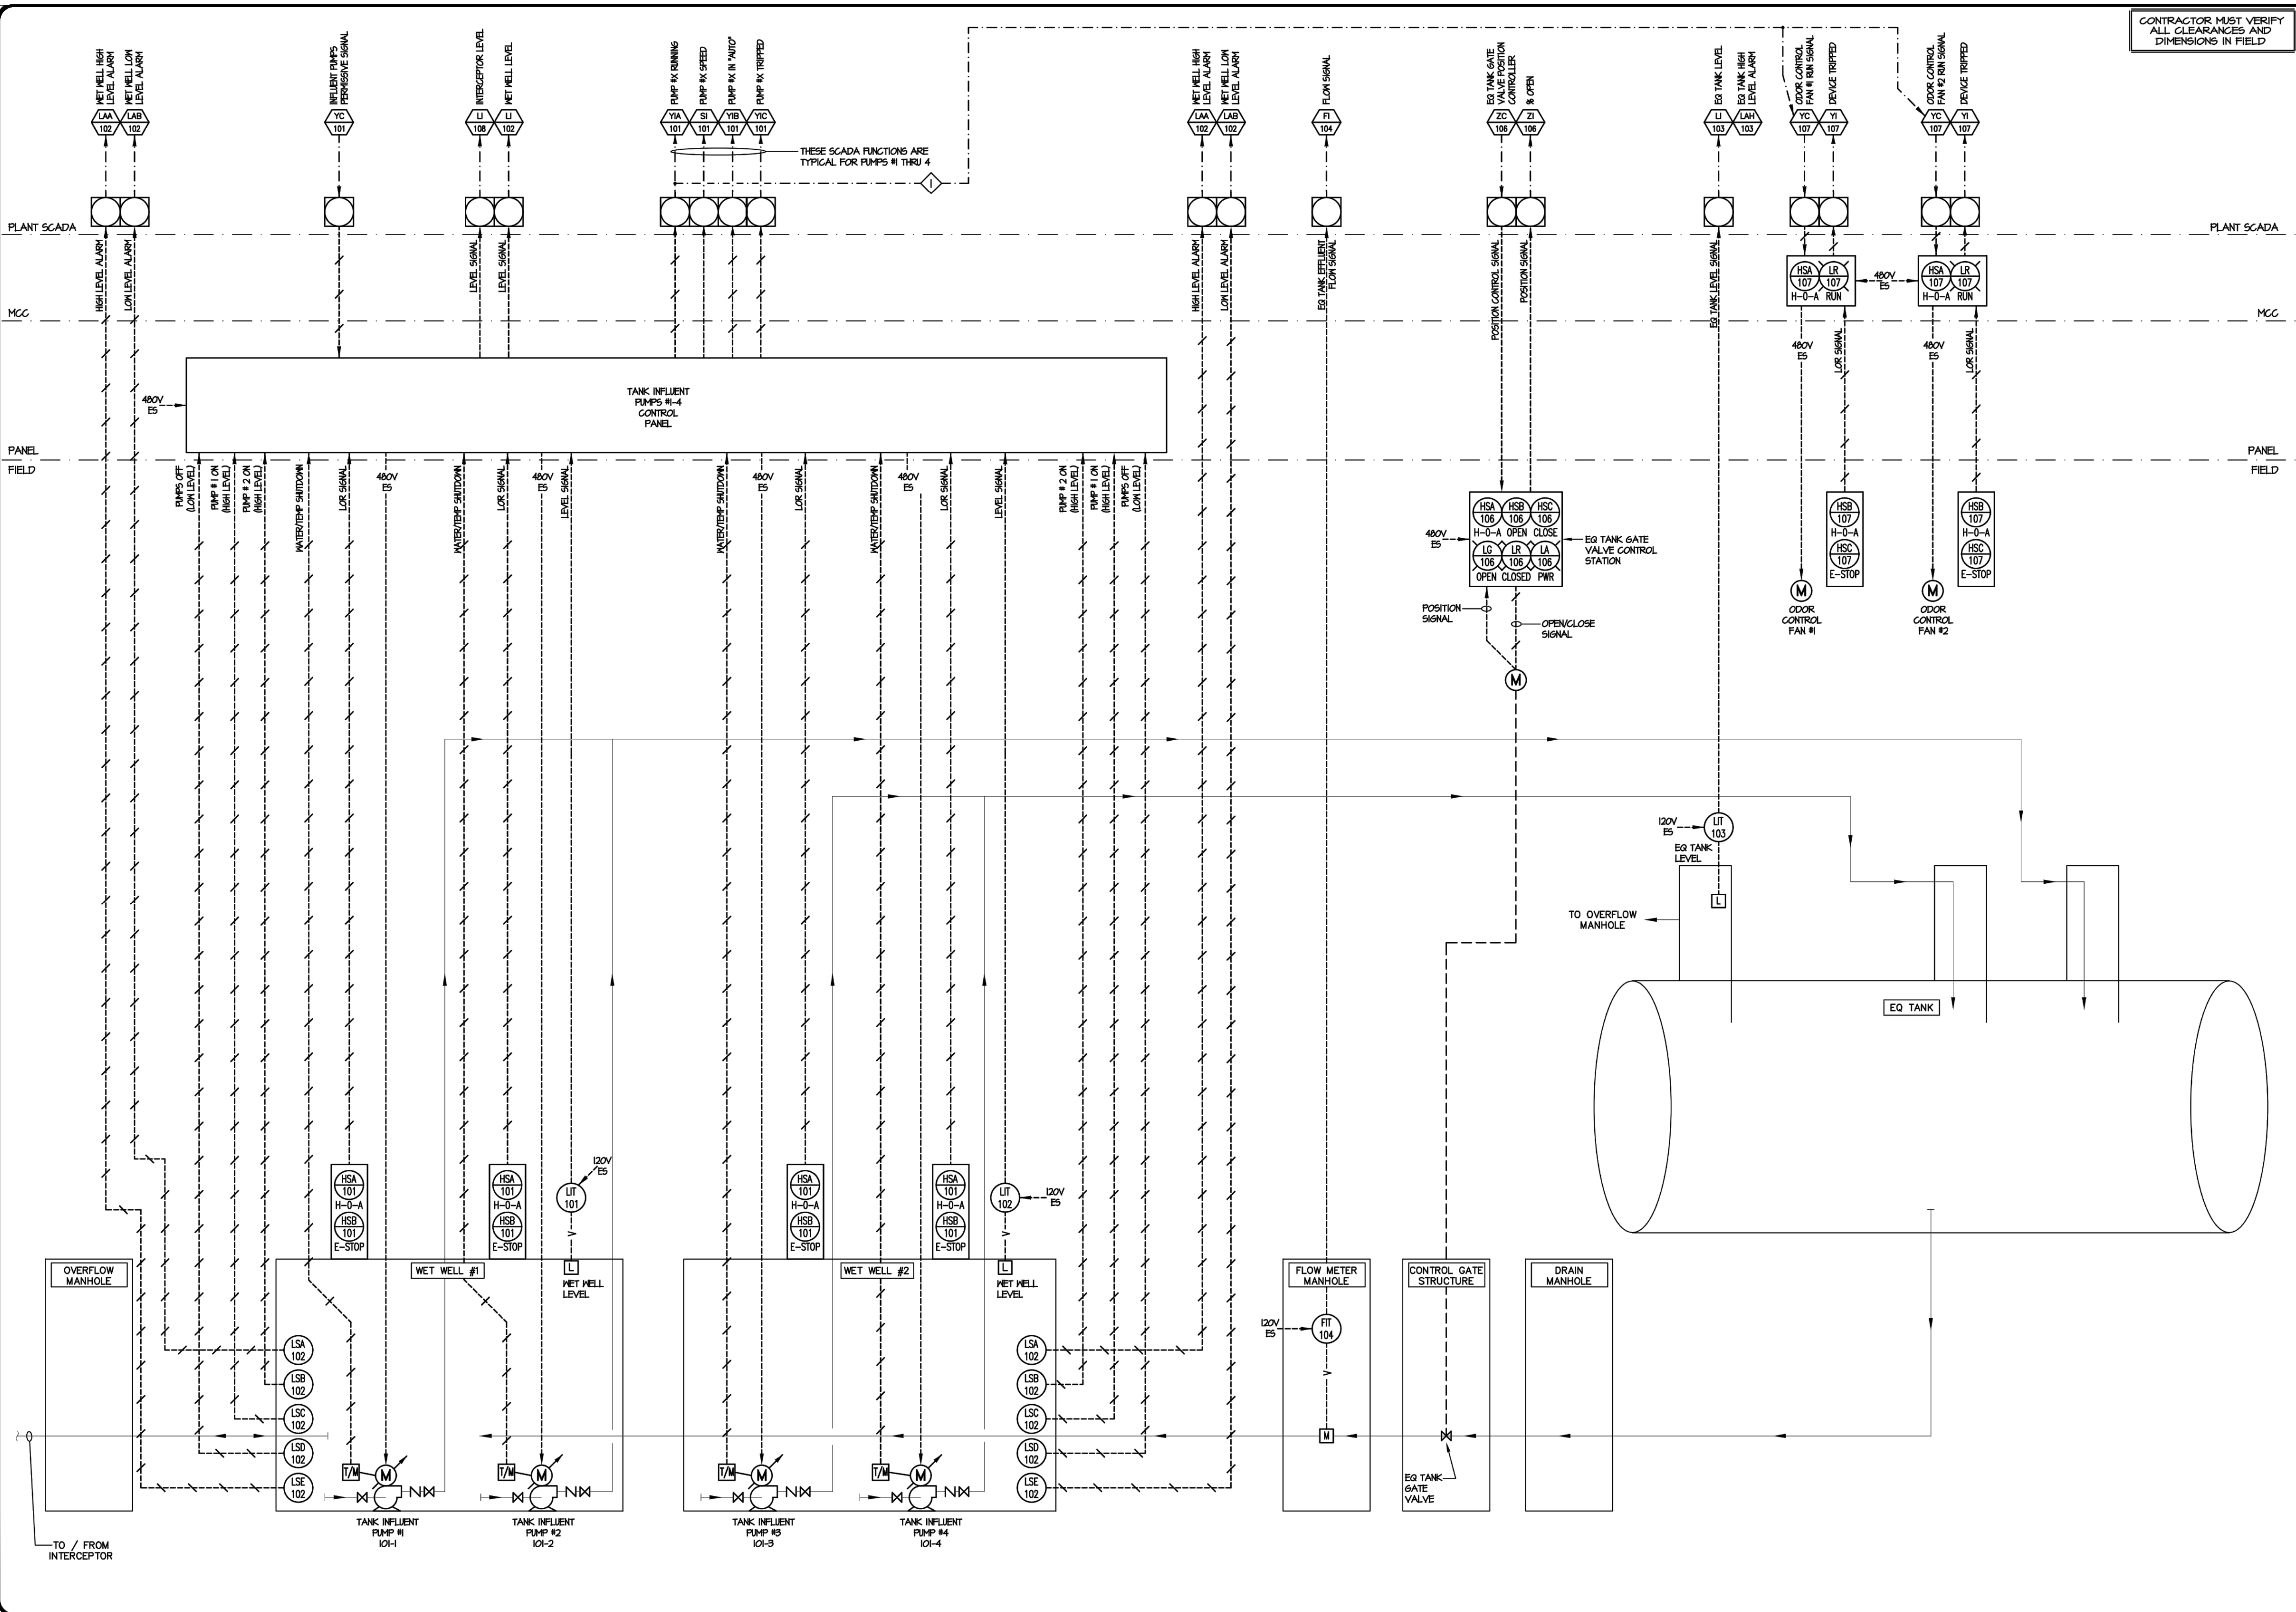 CONTRACTOR MUST VERIFY
ALL CLEARANCES AND
DIMENSIONS IN FIELD
WET WELL HIGH
LEVEL ALARM
WET WELL LOW
LEVEL ALARM
INFLUENT PUMPS
PERMISSIVE SIGNAL
INTERCEPTOR LEVEL
WET WELL LEVEL
PUMP #X RUNNING
PUMP #X SPEED
PUMP #X IN "AUTO"
PUMP #X TRIPPED
WET WELL HIGH
LEVEL ALARM
WET WELL LOW
LEVEL ALARM
FLOW SIGNAL
EQ TANK GATE
VALVE POSITION
CONTROLLER
% OPEN
EQ TANK LEVEL
EQ TANK HIGH
LEVEL ALARM
ODOR CONTROL
FAN #1 RUN SIGNAL
DEVICE TRIPPED
ODOR CONTROL
FAN #2 RUN SIGNAL
DEVICE TRIPPED
LAA
102
LAB
102
YC
101
LI
108
LI
102
YIA
101
SI
101
YIB
101
YIC
101
LAA
102
LAB
102
FI
104
ZC
106
ZI
106
LI
103
LAH
103
YC
107
YI
107
YC
107
YI
107
THESE SCADA FUNCTIONS ARE
TYPICAL FOR PUMPS #1 THRU 4
I
PLANT SCADA
PLANT SCADA
HIGH LEVEL ALARM
LOW LEVEL ALARM
LEVEL SIGNAL
LEVEL SIGNAL
HIGH LEVEL ALARM
LOW LEVEL ALARM
EQ TANK EFFLUENT
FLOW SIGNAL
POSITION CONTROL SIGNAL
POSITION SIGNAL
EQ TANK LEVEL SIGNAL
HSA
107
LR
107
H-O-A RUN
480V
ES
HSA
107
LR
107
H-O-A RUN
MCC
MCC
480V
ES
LOR SIGNAL
480V
ES
LOR SIGNAL
480V
ES
TANK INFLUENT
PUMPS #1-4
CONTROL
PANEL
PANEL
FIELD
PANEL
FIELD
PUMPS OFF
(LOW LEVEL)
PUMP # 1 ON
(HIGH LEVEL)
PUMP # 2 ON
(HIGH LEVEL)
WATER/TEMP SHUTDOWN
LOR SIGNAL
480V
ES
WATER/TEMP SHUTDOWN
LOR SIGNAL
480V
ES
LEVEL SIGNAL
WATER/TEMP SHUTDOWN
480V
ES
LOR SIGNAL
WATER/TEMP SHUTDOWN
480V
ES
LOR SIGNAL
LEVEL SIGNAL
PUMP # 2 ON
(HIGH LEVEL)
PUMP # 1 ON
(HIGH LEVEL)
PUMPS OFF
(LOW LEVEL)
480V
ES
HSA
106
HSB
106
HSC
106
H-O-A OPEN CLOSE
LG
106
LR
106
LA
106
OPEN CLOSED PWR
EQ TANK GATE
VALVE CONTROL
STATION
HSB
107
H-O-A
HSC
107
E-STOP
HSB
107
H-O-A
HSC
107
E-STOP
M
ODOR
CONTROL
FAN #1
M
ODOR
CONTROL
FAN #2
POSITION
SIGNAL
OPEN/CLOSE
SIGNAL
M
120V
ES
LIT
103
EQ TANK
LEVEL
L
TO OVERFLOW
MANHOLE
EQ TANK
HSA
101
H-O-A
HSB
101
E-STOP
HSA
101
H-O-A
HSB
101
E-STOP
120V
ES
LIT
101
V
L
WET WELL
LEVEL
HSA
101
H-O-A
HSB
101
E-STOP
HSA
101
H-O-A
HSB
101
E-STOP
LIT
102
120V
ES
V
L
WET WELL
LEVEL
OVERFLOW
MANHOLE
WET WELL #1
WET WELL #2
FLOW METER
MANHOLE
CONTROL GATE
STRUCTURE
DRAIN
MANHOLE
120V
ES
FIT
104
V
M
LSA
102
LSB
102
LSC
102
LSD
102
LSE
102
LSA
102
LSB
102
LSC
102
LSD
102
LSE
102
T/M
M
T/M
M
T/M
M
T/M
M
EQ TANK
GATE
VALVE
TANK INFLUENT
PUMP #1
101-1
TANK INFLUENT
PUMP #2
101-2
TANK INFLUENT
PUMP #3
101-3
TANK INFLUENT
PUMP #4
101-4
TO / FROM
INTERCEPTOR